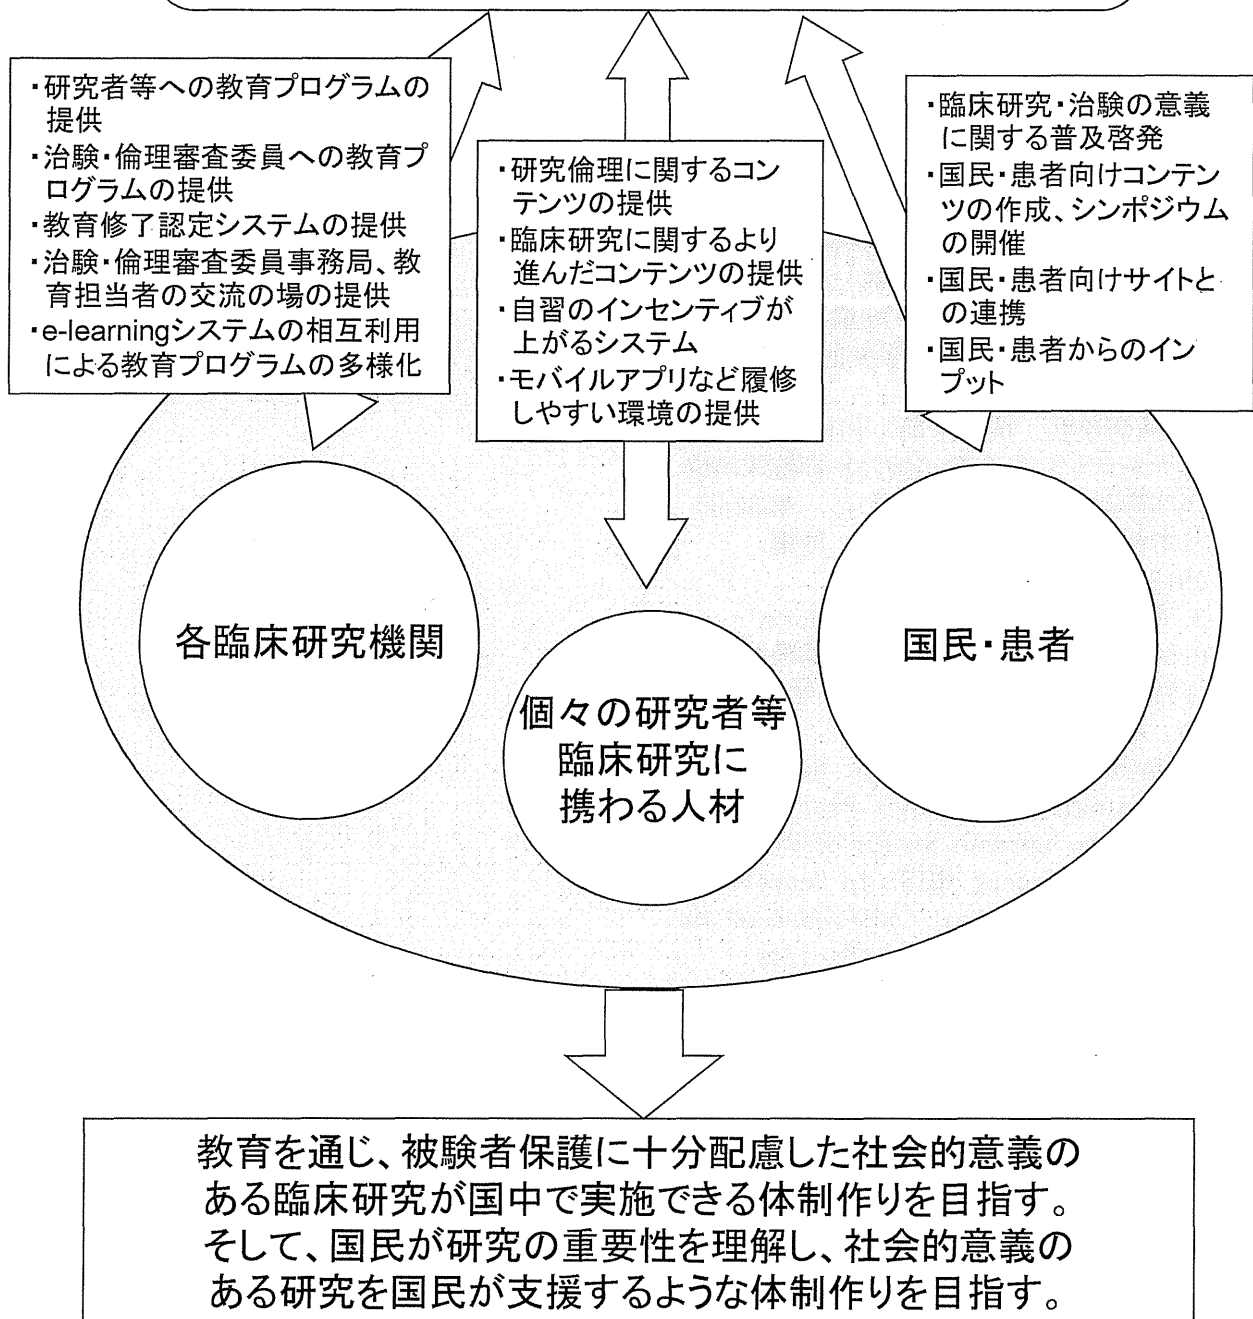 ・研究者等への教育プログラムの
提供
・治験・倫理審査委員への教育プ
ログラムの提供
・教育修了認定システムの提供
・治験・倫理審査委員事務局、教
育担当者の交流の場の提供
・e-learningシステムの相互利用
による教育プログラムの多様化
・研究倫理に関するコン
テンツの提供
・臨床研究に関するより
進んだコンテンツの提供
・自習のインセンティブが
上がるシステム
・モバイルアプリなど履修
しやすい環境の提供
・臨床研究・治験の意義
に関する普及啓発
・国民・患者向けコンテン
ツの作成、シンポジウム
の開催
・国民・患者向けサイトと
の連携
・国民・患者からのイン
プット
各臨床研究機関
個々の研究者等
臨床研究に
携わる人材
国民・患者
教育を通じ、被験者保護に十分配慮した社会的意義の
ある臨床研究が国中で実施できる体制作りを目指す。
そして、国民が研究の重要性を理解し、社会的意義の
ある研究を国民が支援するような体制作りを目指す。